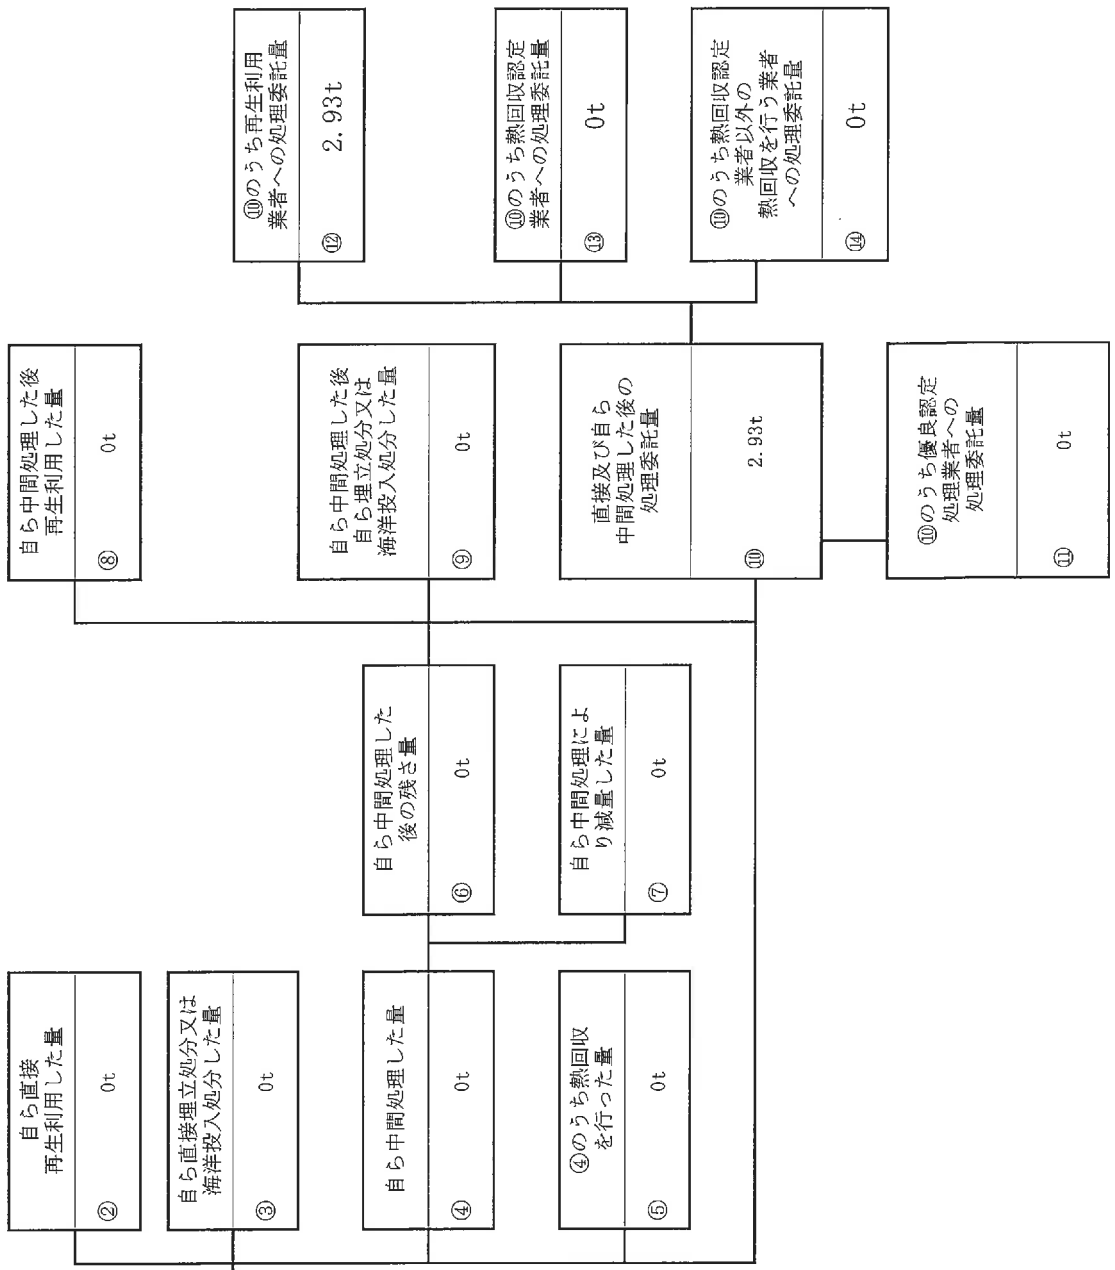 自ら直接
再生利用した量
② 0t
自ら直接埋立処分又は
海洋投入処分した量
③ 0t
自ら中間処理した量
④ 0t
④のうち熱回収
を行った量
⑤ 0t
自ら中間処理した
後の残さ量
⑥ 0t
自ら中間処理によ
り減量した量
⑦ 0t
自ら中間処理した後
再生利用した量
⑧ 0t
自ら中間処理した後
自ら埋立処分又は
海洋投入処分した量
⑨ 0t
直接及び自ら
中間処理した後の
処理委託量
⑩ 2.93t
⑩のうち優良認定
処理業者への
処理委託量
⑪ 0t
⑩のうち再生利用
業者への処理委託量
⑫ 2.93t
⑩のうち熱回収認定
業者への処理委託量
⑬ 0t
⑩のうち熱回収認定
業者以外の
熱回収を行う業者
への処理委託量
⑭ 0t